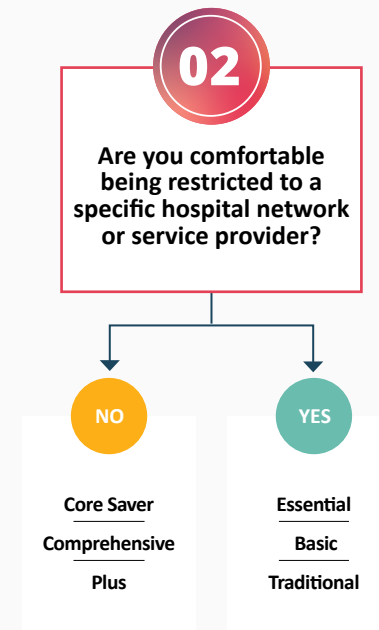 02
Are you comfortable
being restricted to a
specific hospital network
or service provider?
NO
YES
Core Saver
Comprehensive
Plus
Essential
Basic
Traditional